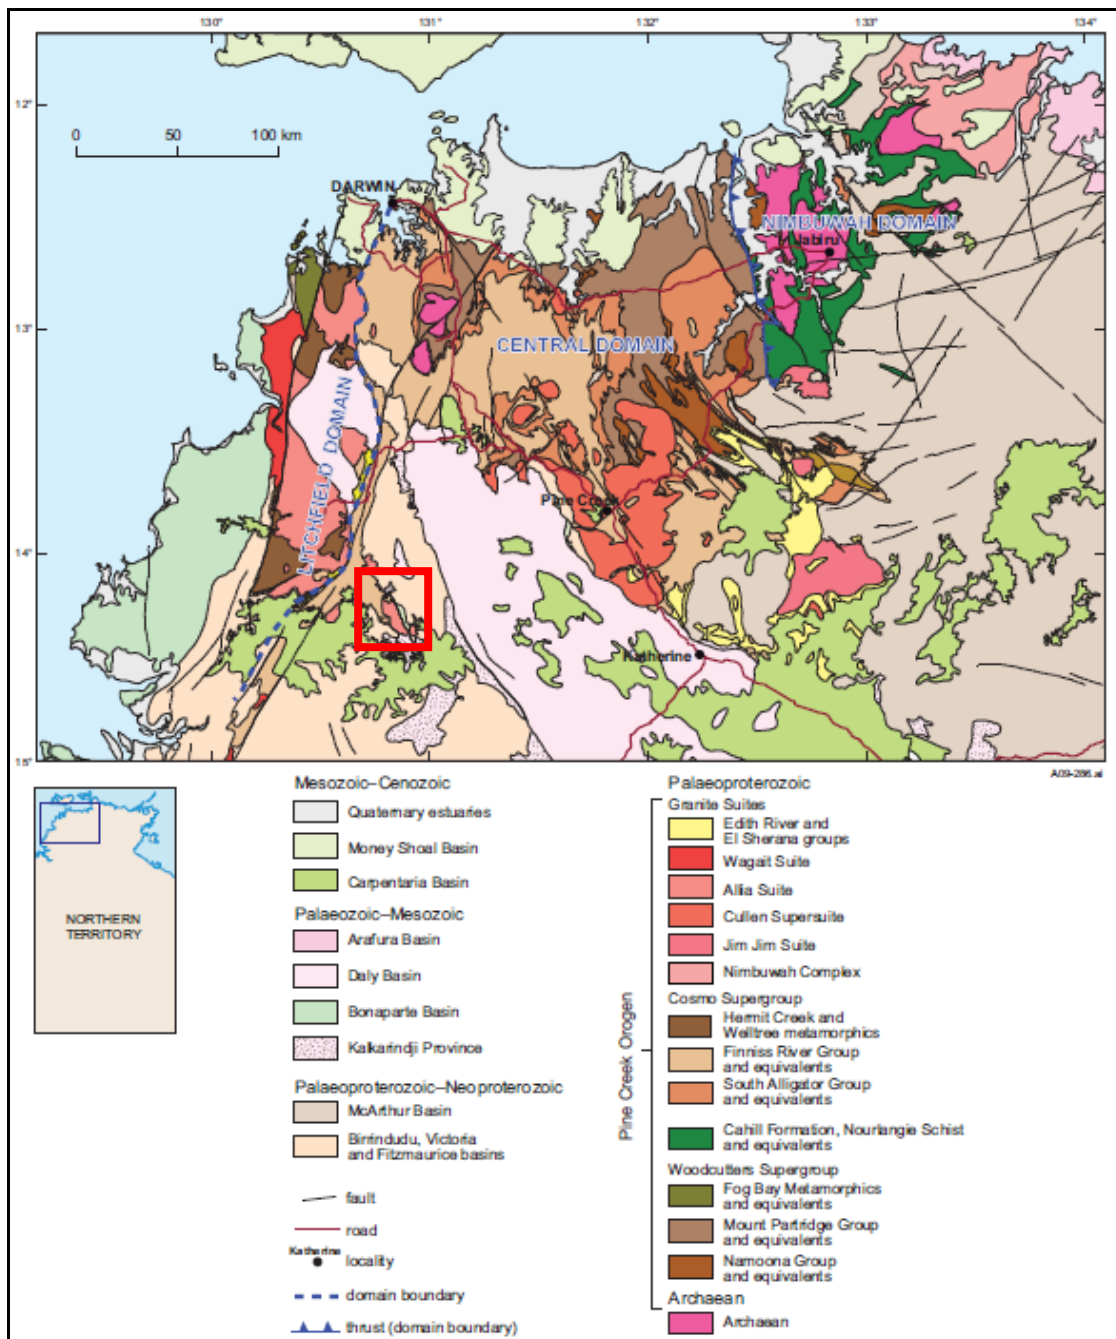 130° 131° 132° 133° 134°
12°
0 50 100 km
DARWIN
NIMBUWAH DOMAIN
Jabiru
13°
CENTRAL DOMAIN
LITCHFIELD DOMAIN
Pine Creek
14°
Katherine
15°
A09-286.ai
NORTHERN
TERRITORY
Mesozoic–Cenozoic
Quaternary estuaries
Money Shoal Basin
Carpentaria Basin
Palaeozoic–Mesozoic
Arafura Basin
Daly Basin
Bonaparte Basin
Kalkarindji Province
Palaeoproterozoic–Neoproterozoic
McArthur Basin
Birrindudu, Victoria
and Fitzmaurice basins
fault
road
Katherine
locality
domain boundary
thrust (domain boundary)
Palaeoproterozoic
Granite Suites
Edith River and
El Sherana groups
Wagait Suite
Allia Suite
Cullen Supersuite
Jim Jim Suite
Nimbuwah Complex
Cosmo Supergroup
Hermit Creek and
Welltree metamorphics
Finniss River Group
and equivalents
South Alligator Group
and equivalents
Cahill Formation, Nourlangie Schist
and equivalents
Woodcutters Supergroup
Fog Bay Metamorphics
and equivalents
Mount Partridge Group
and equivalents
Namoona Group
and equivalents
Archaean
Archaean
Pine Creek Orogen